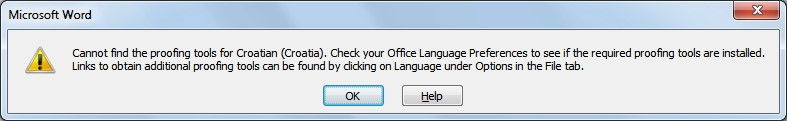 Microsoft Word
Cannot find the proofing tools for Croatian (Croatia). Check your Office Language Preferences to see if the required proofing tools are installed.
Links to obtain additional proofing tools can be found by clicking on Language under Options in the File tab.
OK
Help